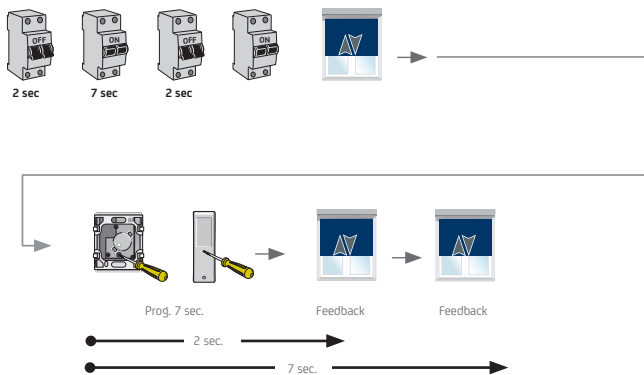 OFF ON OFF ON
2 sec 7 sec 2 sec
Prog. 7 sec. Feedback Feedback
2 sec.
7 sec.